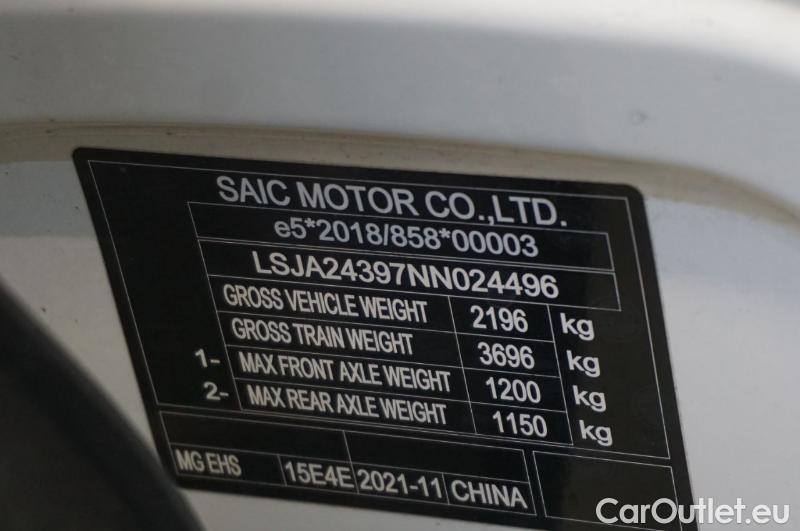 SAIC MOTOR CO.,LTD.
e5*2018/858*00003
LSJA24397NN024496
GROSS VEHICLE WEIGHT 2196 kg
GROSS TRAIN WEIGHT 3696 kg
1- MAX FRONT AXLE WEIGHT 1200 kg
2- MAX REAR AXLE WEIGHT 1150 kg
MG EHS 15E4E 2021-11 CHINA
CarOutlet.eu